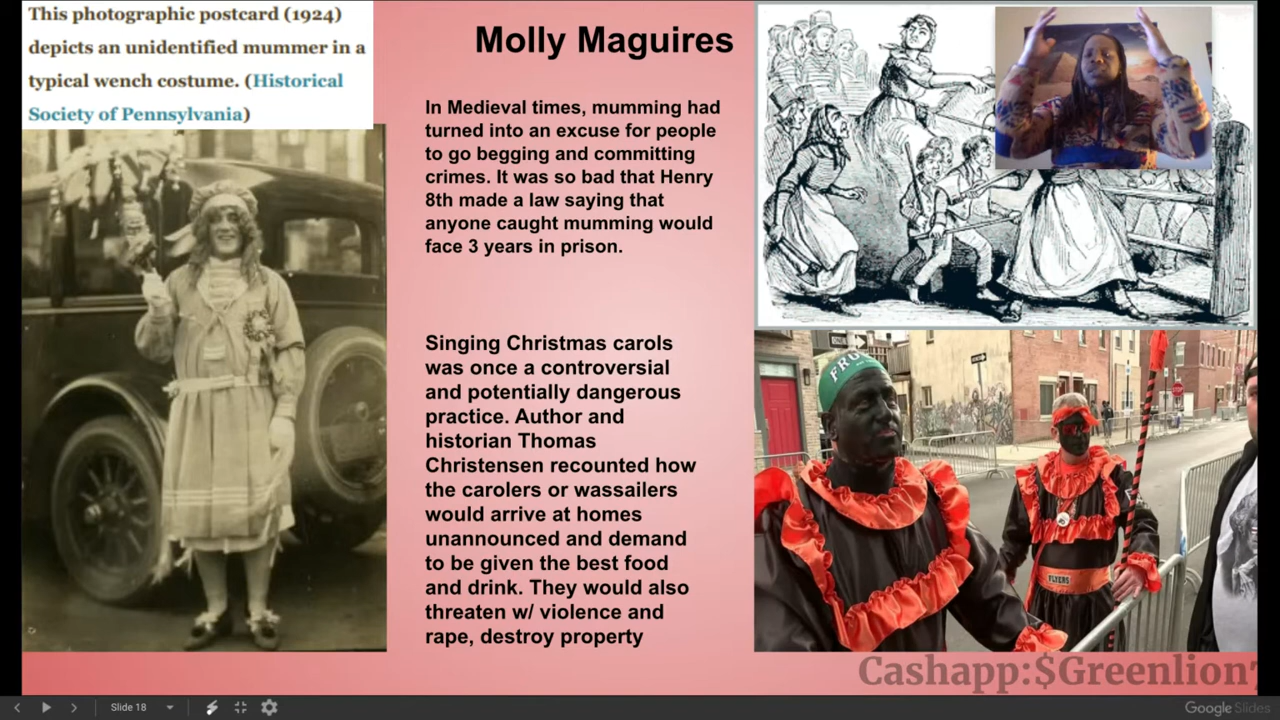 This photographic postcard (1924)
depicts an unidentified mummer in a
typical wench costume. (Historical
Society of Pennsylvania)
Molly Maguires
In Medieval times, mumming had
turned into an excuse for people
to go begging and committing
crimes. It was so bad that Henry
8th made a law saying that
anyone caught mumming would
face 3 years in prison.
Singing Christmas carols
was once a controversial
and potentially dangerous
practice. Author and
historian Thomas
Christensen recounted how
the carolers or wassailers
would arrive at homes
unannounced and demand
to be given the best food
and drink. They would also
threaten w/ violence and
rape, destroy property
FLYERS
STOP
Cashapp:$Greenlion
Slide 18
Google Slides